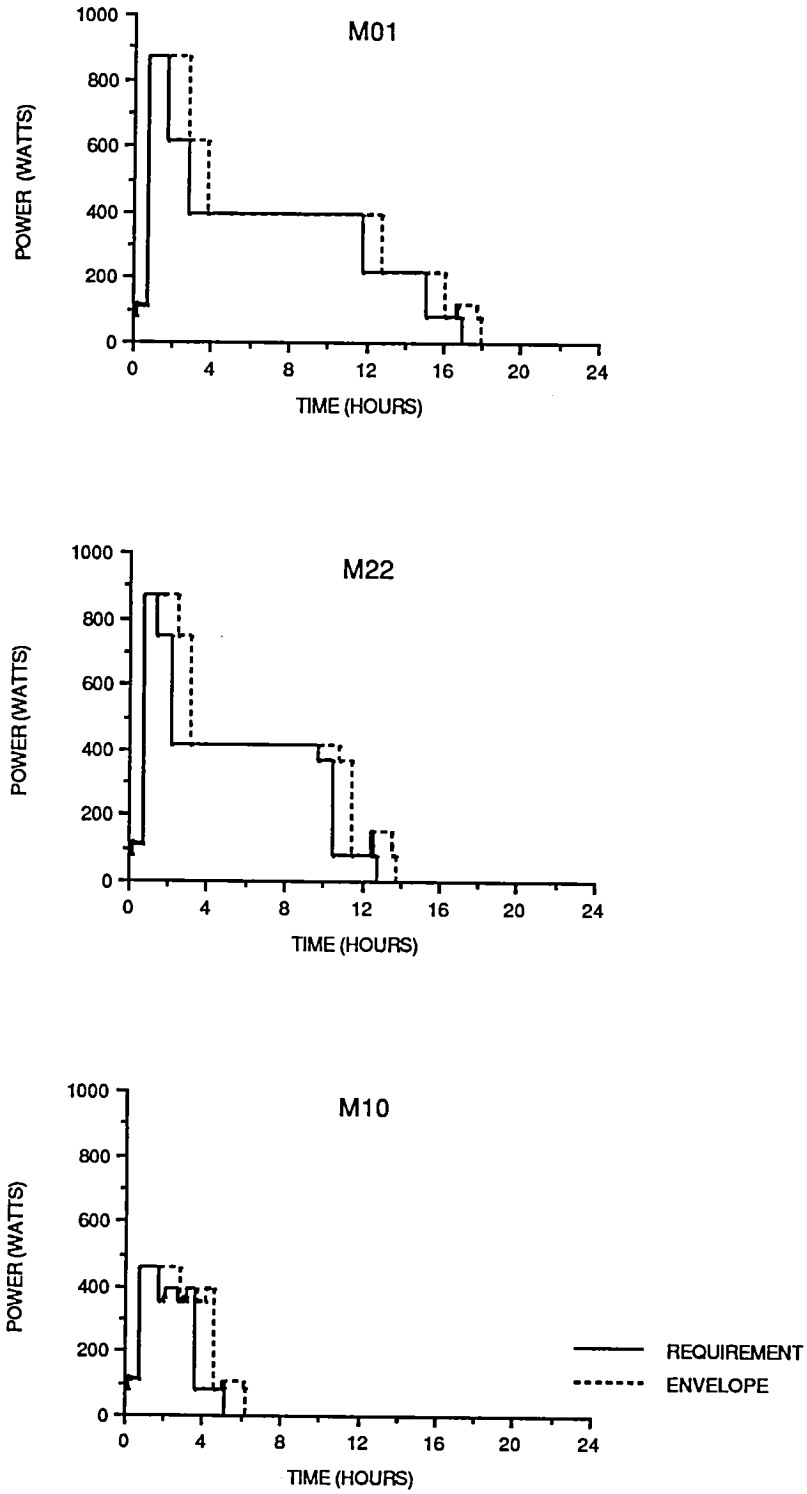 M01
1000
800
600
400
200
0
POWER (WATTS)
0 4 8 12 16 20 24
TIME (HOURS)
M22
1000
800
600
400
200
0
POWER (WATTS)
0 4 8 12 16 20 24
TIME (HOURS)
M10
1000
800
600
400
200
0
POWER (WATTS)
0 4 8 12 16 20 24
TIME (HOURS)
REQUIREMENT
ENVELOPE